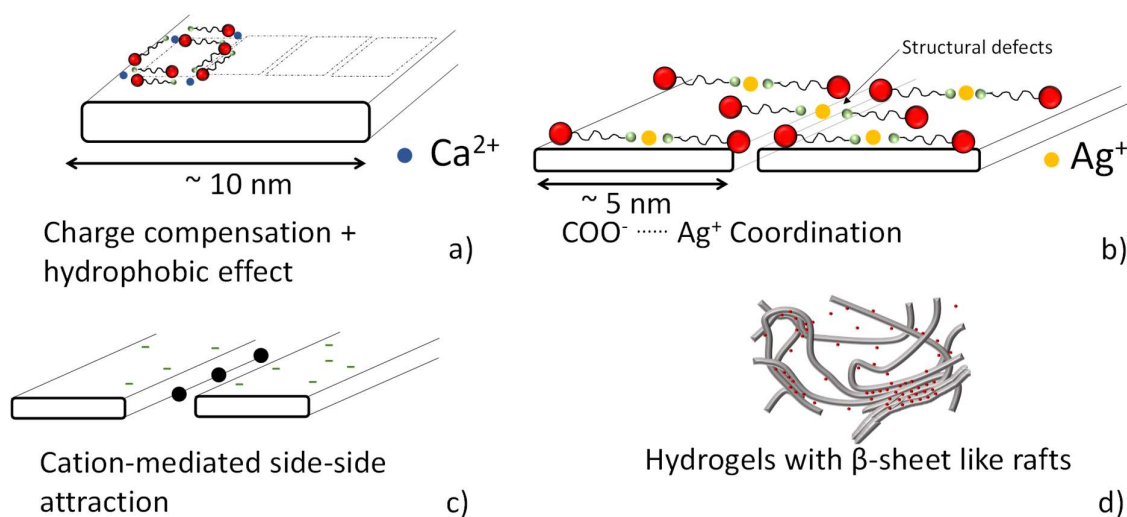 Ca²⁺
~ 10 nm
Charge compensation +
hydrophobic effect
a)
Structural defects
Ag⁺
~ 5 nm
COO⁻ ······ Ag⁺ Coordination
b)
Cation-mediated side-side
attraction
c)
Hydrogels with β-sheet like rafts
d)